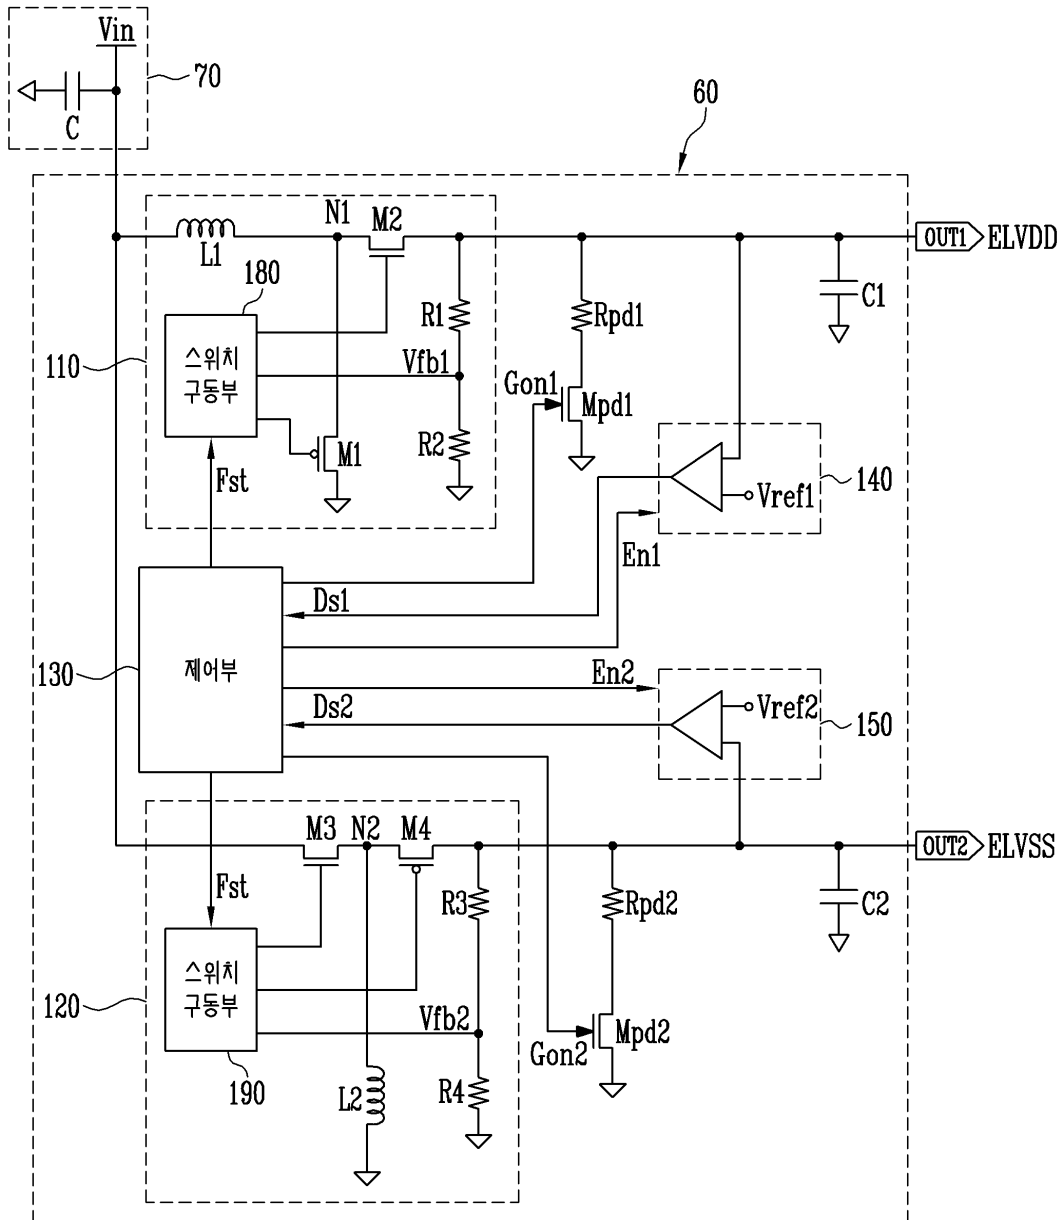 Vin
70
C
60
N1
M2
OUT1
ELVDD
L1
180
C1
R1
Rpd1
스위치
구동부
110
Vfb1
Gon1
Mpd1
R2
M1
Fst
140
Vref1
En1
Ds1
제어부
130
En2
Ds2
Vref2
150
M3
N2
M4
OUT2
ELVSS
Fst
R3
Rpd2
C2
스위치
구동부
120
Vfb2
Mpd2
Gon2
190
L2
R4